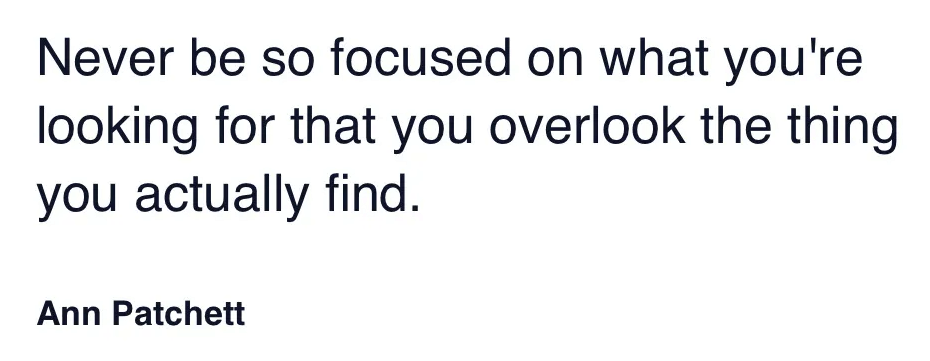 Never be so focused on what you're
looking for that you overlook the thing
you actually find.
Ann Patchett